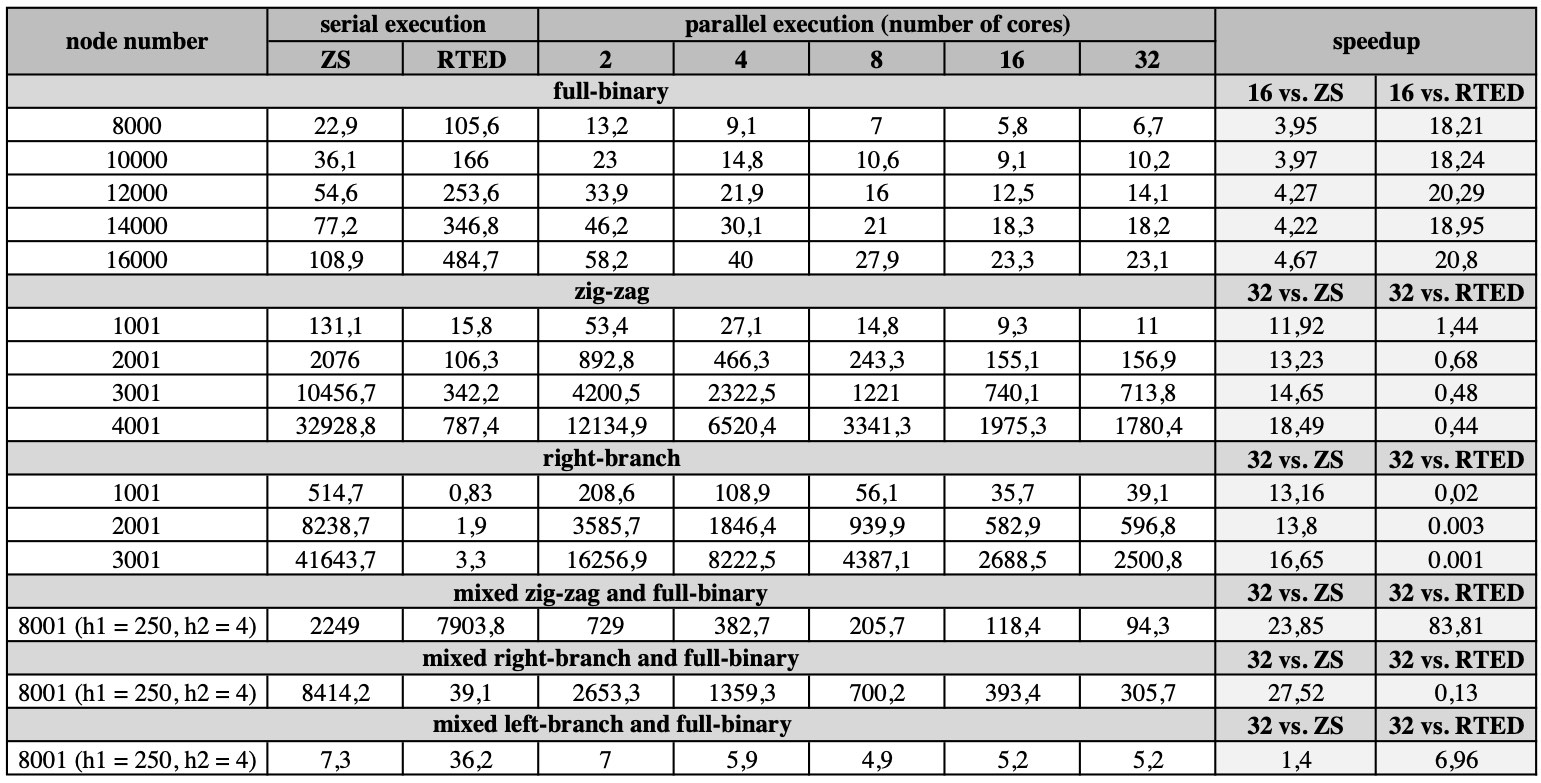 node number serial execution parallel execution (number of cores) speedup
ZS RTED 2 4 8 16 32
full-binary 16 vs. ZS 16 vs. RTED
8000 22,9 105,6 13,2 9,1 7 5,8 6,7 3,95 18,21
10000 36,1 166 23 14,8 10,6 9,1 10,2 3,97 18,24
12000 54,6 253,6 33,9 21,9 16 12,5 14,1 4,27 20,29
14000 77,2 346,8 46,2 30,1 21 18,3 18,2 4,22 18,95
16000 108,9 484,7 58,2 40 27,9 23,3 23,1 4,67 20,8
zig-zag 32 vs. ZS 32 vs. RTED
1001 131,1 15,8 53,4 27,1 14,8 9,3 11 11,92 1,44
2001 2076 106,3 892,8 466,3 243,3 155,1 156,9 13,23 0,68
3001 10456,7 342,2 4200,5 2322,5 1221 740,1 713,8 14,65 0,48
4001 32928,8 787,4 12134,9 6520,4 3341,3 1975,3 1780,4 18,49 0,44
right-branch 32 vs. ZS 32 vs. RTED
1001 514,7 0,83 208,6 108,9 56,1 35,7 39,1 13,16 0,02
2001 8238,7 1,9 3585,7 1846,4 939,9 582,9 596,8 13,8 0.003
3001 41643,7 3,3 16256,9 8222,5 4387,1 2688,5 2500,8 16,65 0.001
mixed zig-zag and full-binary 32 vs. ZS 32 vs. RTED
8001 (h1 = 250, h2 = 4) 2249 7903,8 729 382,7 205,7 118,4 94,3 23,85 83,81
mixed right-branch and full-binary 32 vs. ZS 32 vs. RTED
8001 (h1 = 250, h2 = 4) 8414,2 39,1 2653,3 1359,3 700,2 393,4 305,7 27,52 0,13
mixed left-branch and full-binary 32 vs. ZS 32 vs. RTED
8001 (h1 = 250, h2 = 4) 7,3 36,2 7 5,9 4,9 5,2 5,2 1,4 6,96